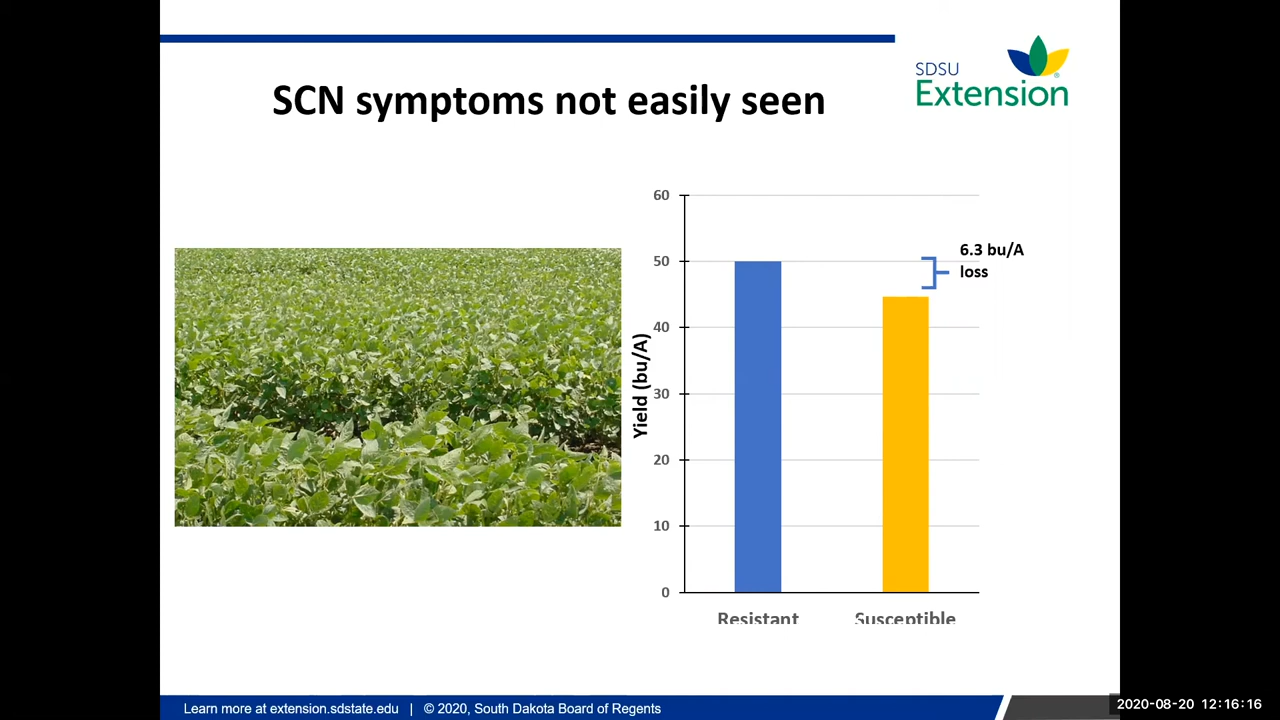 SDSU
Extension
®
SCN symptoms not easily seen
60
50
40
30
20
10
0
Yield (bu/A)
6.3 bu/A
loss
Resistant
Susceptible
Learn more at extension.sdstate.edu | © 2020, South Dakota Board of Regents
2020-08-20 12:16:16